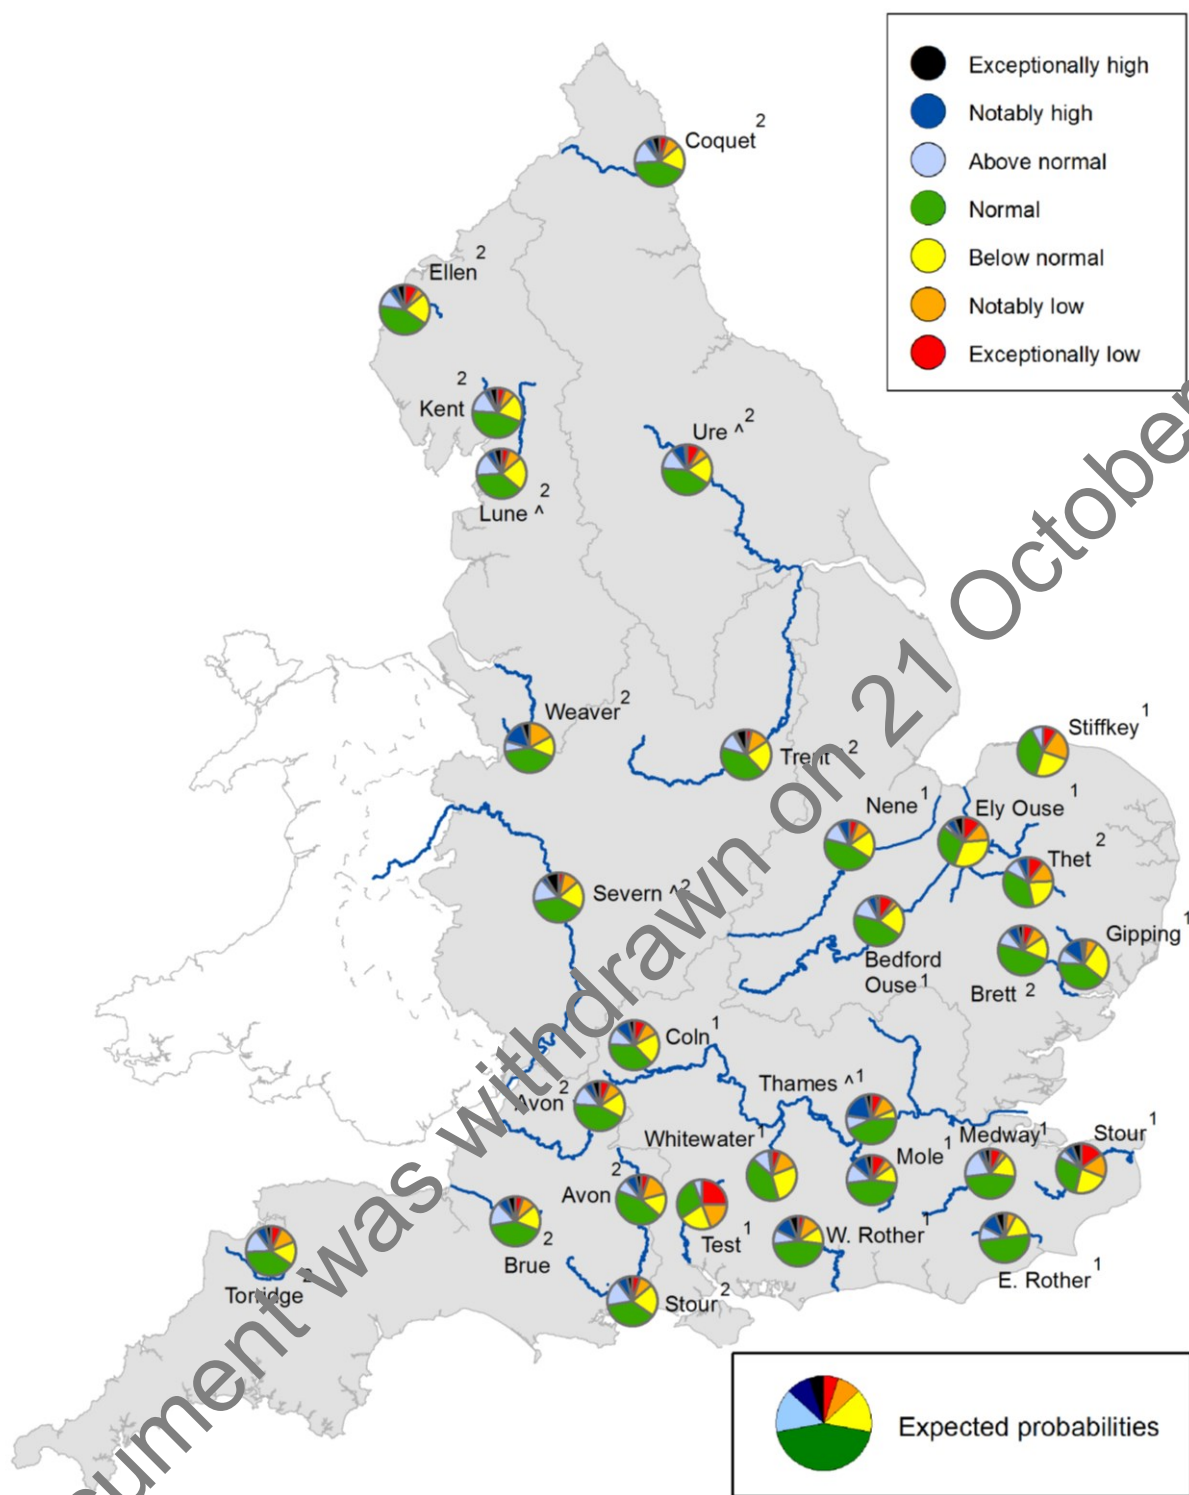 Exceptionally high
Notably high
Above normal
Normal
Below normal
Notably low
Exceptionally low
Coquet 2
Ellen 2
Kent 2
Ure ^2
Lune ^ 2
Weaver 2
Trent ^2
Stiffkey 1
Nene 1
Ely Ouse 1
Thet 2
Severn ^2
Gipping 1
Bedford
Ouse 1
Brett 2
Coln 1
Thames ^1
Avon 2
Whitewater 1
Medway 1
Stour 1
Mole 1
Avon 2
Test 1
W. Rother 1
Brue 2
E. Rother 1
Torridge 2
Stour 2
Expected probabilities
cument was withdrawn on 21 October